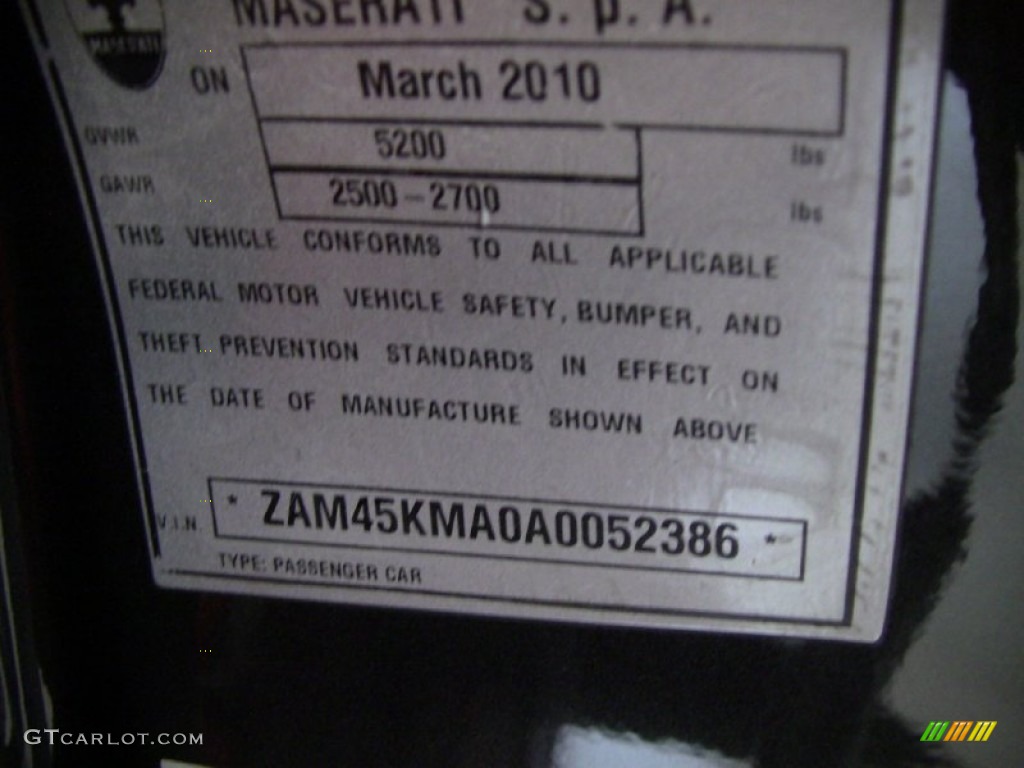 MASERATI S.p.A.
MASERATI
ON March 2010
GVWR 5200 lbs
GAWR 2500-2700 lbs
THIS VEHICLE CONFORMS TO ALL APPLICABLE
FEDERAL MOTOR VEHICLE SAFETY, BUMPER, AND
THEFT PREVENTION STANDARDS IN EFFECT ON
THE DATE OF MANUFACTURE SHOWN ABOVE
V.I.N. * ZAM45KMA0A0052386 *
TYPE: PASSENGER CAR
GTCARLOT.COM